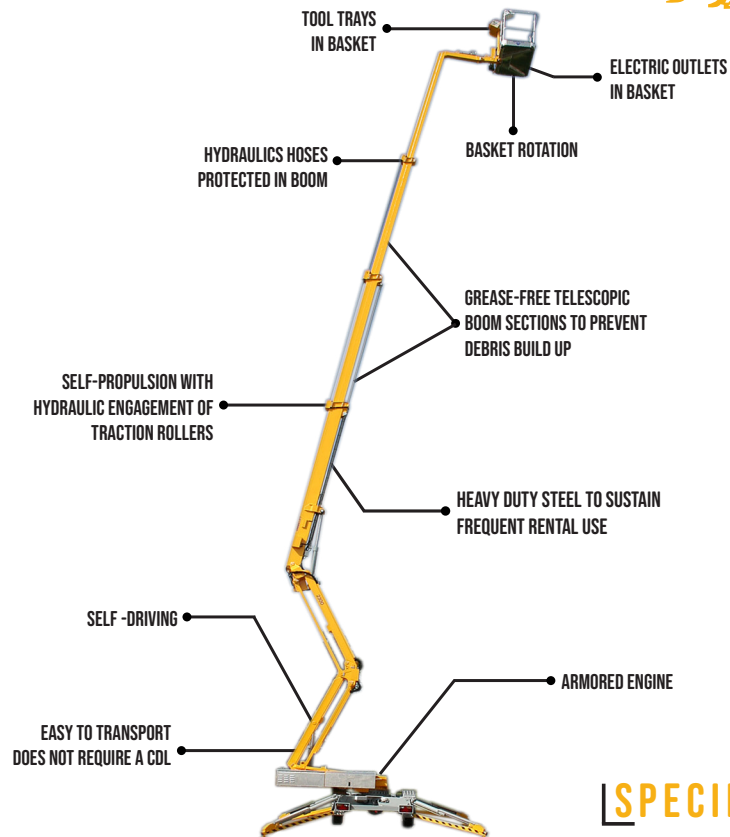 TOOL TRAYS
IN BASKET
ELECTRIC OUTLETS
IN BASKET
BASKET ROTATION
HYDRAULICS HOSES
PROTECTED IN BOOM
GREASE-FREE TELESCOPIC
BOOM SECTIONS TO PREVENT
DEBRIS BUILD UP
SELF-PROPULSION WITH
HYDRAULIC ENGAGEMENT OF
TRACTION ROLLERS
HEAVY DUTY STEEL TO SUSTAIN
FREQUENT RENTAL USE
SELF -DRIVING
ARMORED ENGINE
EASY TO TRANSPORT
DOES NOT REQUIRE A CDL